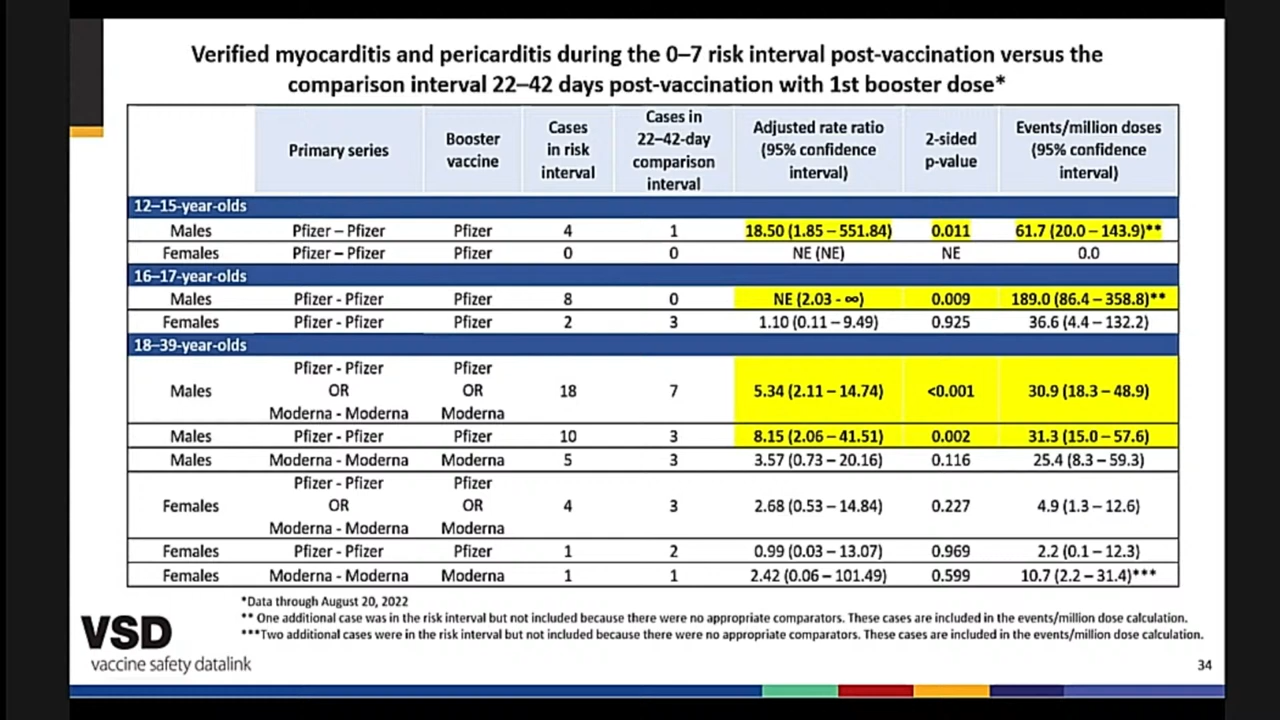 Verified myocarditis and pericarditis during the 0–7 risk interval post-vaccination versus the
comparison interval 22–42 days post-vaccination with 1st booster dose*
Primary series Booster vaccine Cases in risk interval Cases in 22–42-day comparison interval Adjusted rate ratio (95% confidence interval) 2-sided p-value Events/million doses (95% confidence interval)
12–15-year-olds
Males Pfizer – Pfizer Pfizer 4 1 18.50 (1.85 – 551.84) 0.011 61.7 (20.0 – 143.9)**
Females Pfizer – Pfizer Pfizer 0 0 NE (NE) NE 0.0
16–17-year-olds
Males Pfizer - Pfizer Pfizer 8 0 NE (2.03 - ∞) 0.009 189.0 (86.4 – 358.8)**
Females Pfizer - Pfizer Pfizer 2 3 1.10 (0.11 – 9.49) 0.925 36.6 (4.4 – 132.2)
18–39-year-olds
Males Pfizer - Pfizer OR Moderna - Moderna Pfizer OR Moderna 18 7 5.34 (2.11 – 14.74) <0.001 30.9 (18.3 – 48.9)
Males Pfizer - Pfizer Pfizer 10 3 8.15 (2.06 – 41.51) 0.002 31.3 (15.0 – 57.6)
Males Moderna - Moderna Moderna 5 3 3.57 (0.73 – 20.16) 0.116 25.4 (8.3 – 59.3)
Females Pfizer - Pfizer OR Moderna - Moderna Pfizer OR Moderna 4 3 2.68 (0.53 – 14.84) 0.227 4.9 (1.3 – 12.6)
Females Pfizer - Pfizer Pfizer 1 2 0.99 (0.03 – 13.07) 0.969 2.2 (0.1 – 12.3)
Females Moderna - Moderna Moderna 1 1 2.42 (0.06 – 101.49) 0.599 10.7 (2.2 – 31.4)***
*Data through August 20, 2022
** One additional case was in the risk interval but not included because there were no appropriate comparators. These cases are included in the events/million dose calculation.
***Two additional cases were in the risk interval but not included because there were no appropriate comparators. These cases are included in the events/million dose calculation.
VSD
vaccine safety datalink
34